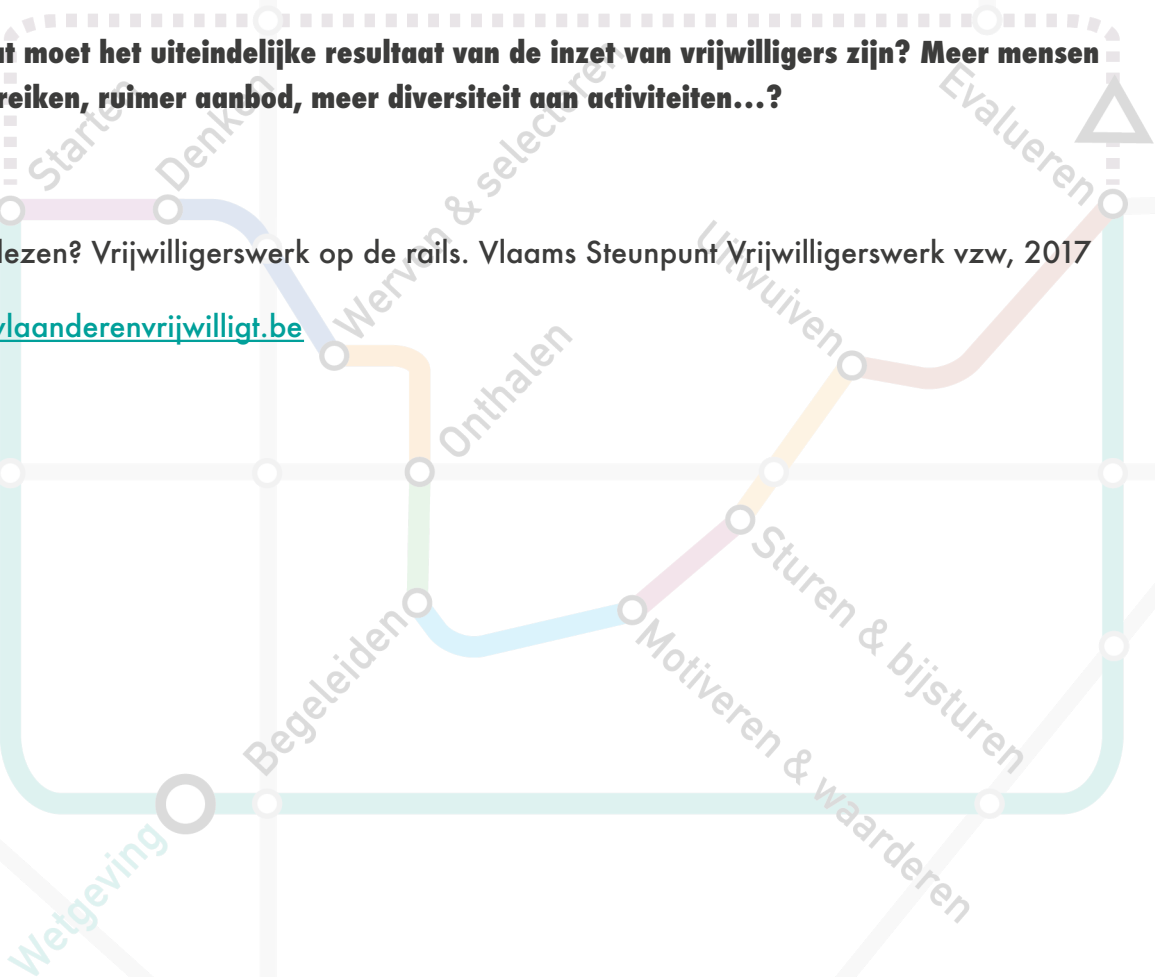 at moet het uiteindelijke resultaat van de inzet van vrijwilligers zijn? Meer mensen
reiken, ruimer aanbod, meer diversiteit aan activiteiten...?
Starten
Denken
Werven & selecteren
Evalueren
lezen? Vrijwilligerswerk op de rails. Vlaams Steunpunt Vrijwilligerswerk vzw, 2017
Uitwuiven
vlaanderenvrijwilligt.be
Onthalen
Sturen & bijsturen
Begeleiden
Motiveren & waarderen
Wetgeving